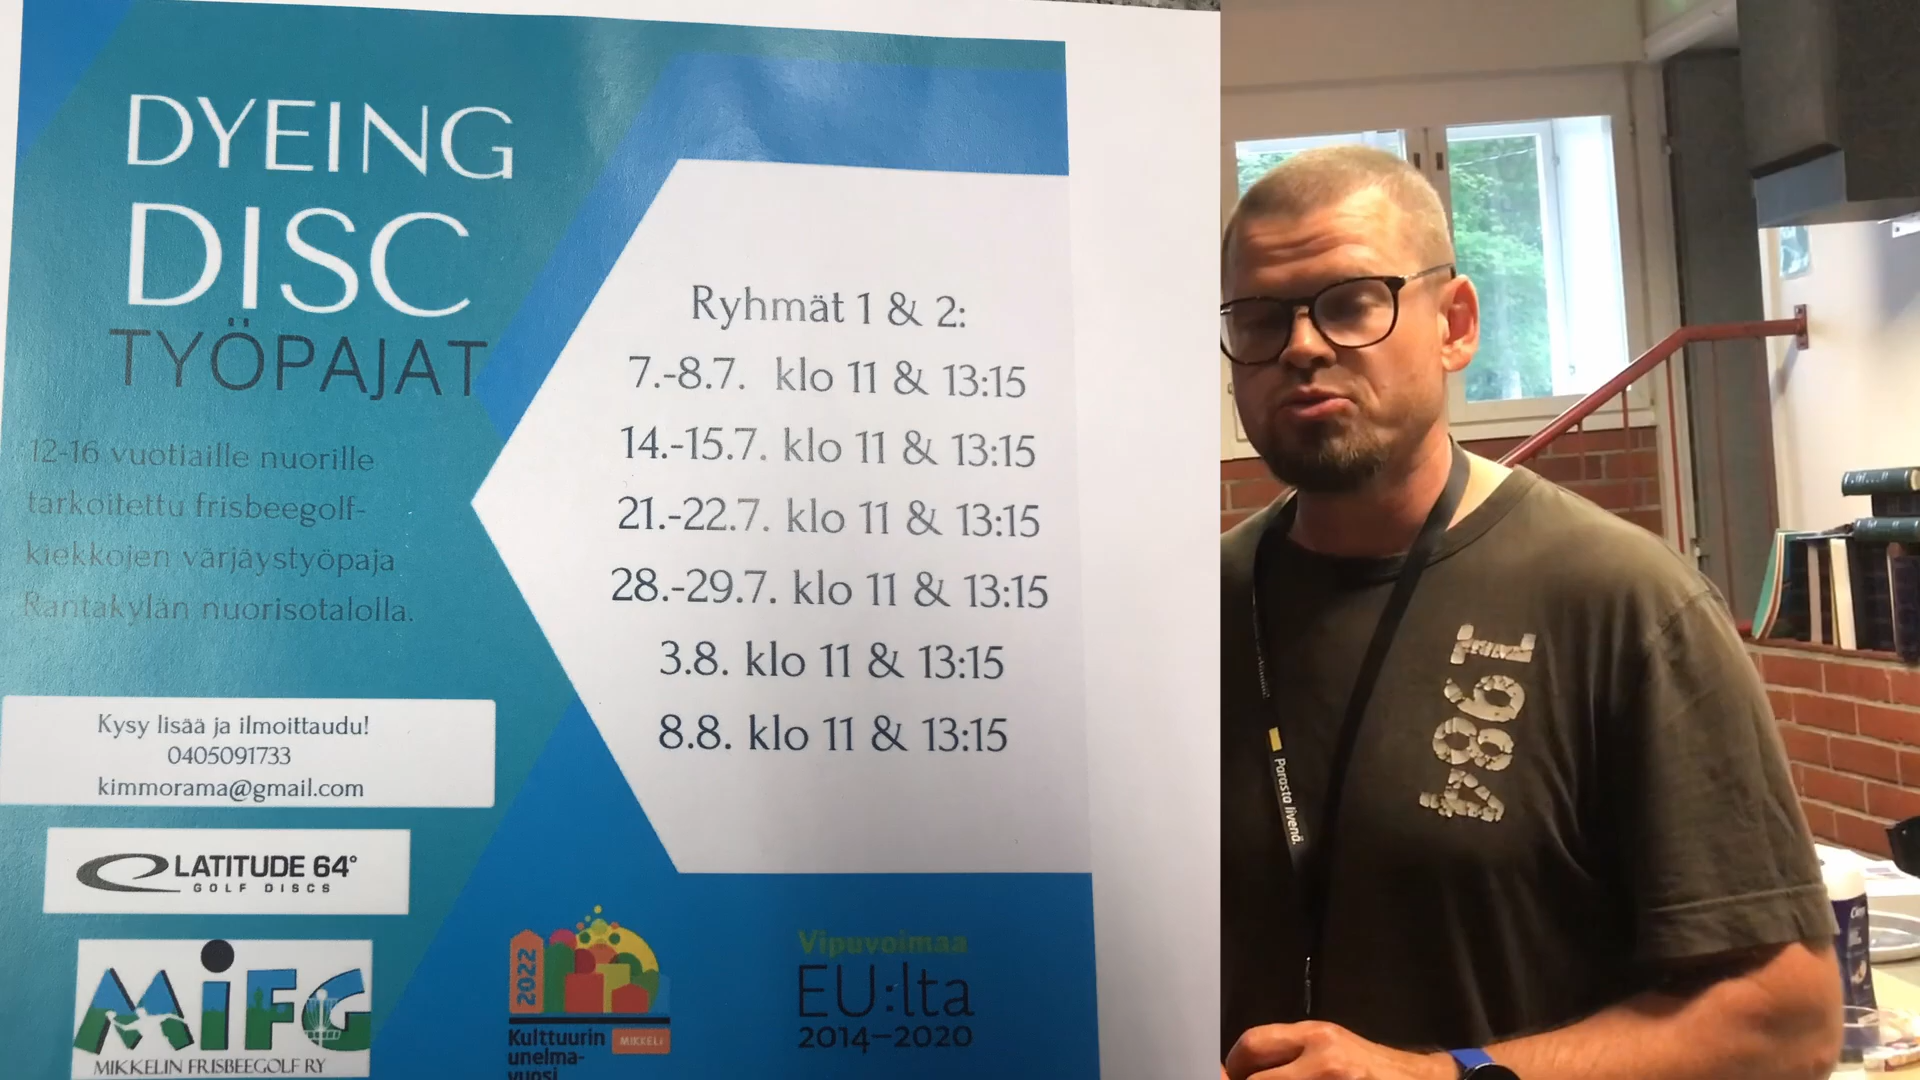 DYEING
DISC
TYÖPAJAT
12-16 vuotiaille nuorille
tarkoitettu frisbeegolf-
kiekkojen värjäystyöpaja
Rantakylän nuorisotalolla.
Kysy lisää ja ilmoittaudu!
0405091733
kimmorama@gmail.com
LATITUDE 64°
GOLF DISCS
MiFG
MIKKELIN FRISBEEGOLF RY
Ryhmät 1 & 2:
7.-8.7. klo 11 & 13:15
14.-15.7. klo 11 & 13:15
21.-22.7. klo 11 & 13:15
28.-29.7. klo 11 & 13:15
3.8. klo 11 & 13:15
8.8. klo 11 & 13:15
2022
Kulttuurin
unelma-
vuosi
MIKKELI
Vipuvoimaa
EU:lta
2014–2020
1984
Parasta livenä.